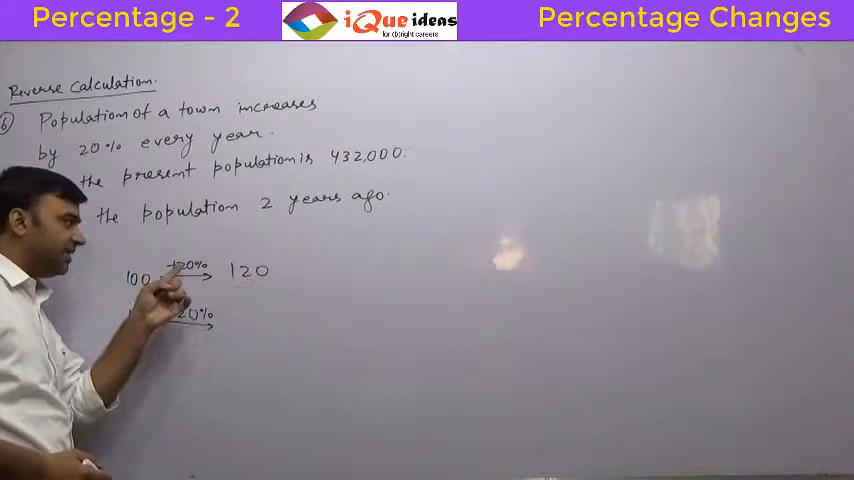 Percentage - 2
iQue ideas
for (b)right careers
Percentage Changes
Reverse Calculation.
6 Population of a town increases
by 20% every year.
the present population is 432,000.
the population 2 years ago.
100 +20% 120
20%